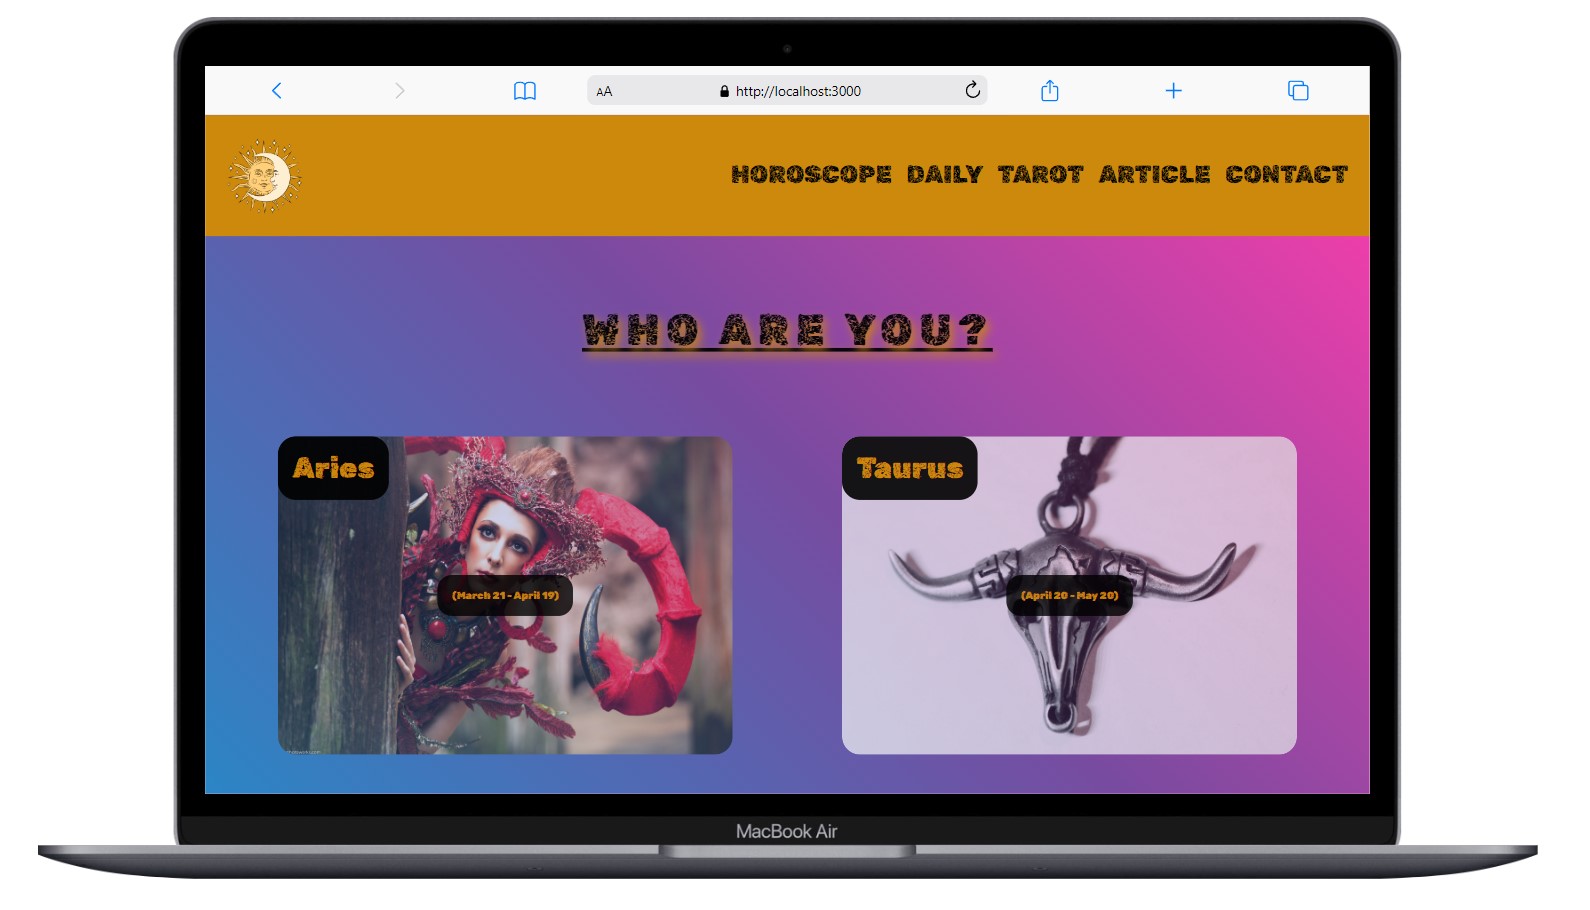 AA http://localhost:3000
HOROSCOPE DAILY TAROT ARTICLE CONTACT
WHO ARE YOU?
Aries
Taurus
(March 21 - April 19)
(April 20 - May 20)
MacBook Air